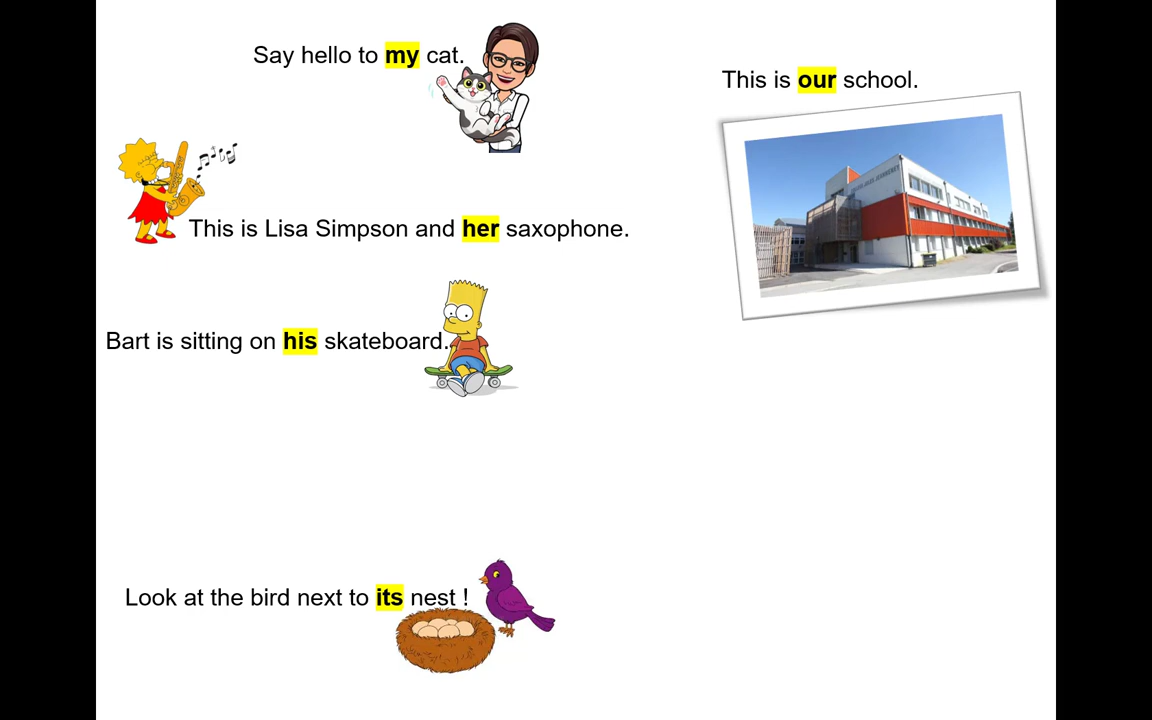 Say hello to my cat.
This is our school.
This is Lisa Simpson and her saxophone.
Bart is sitting on his skateboard.
Look at the bird next to its nest !